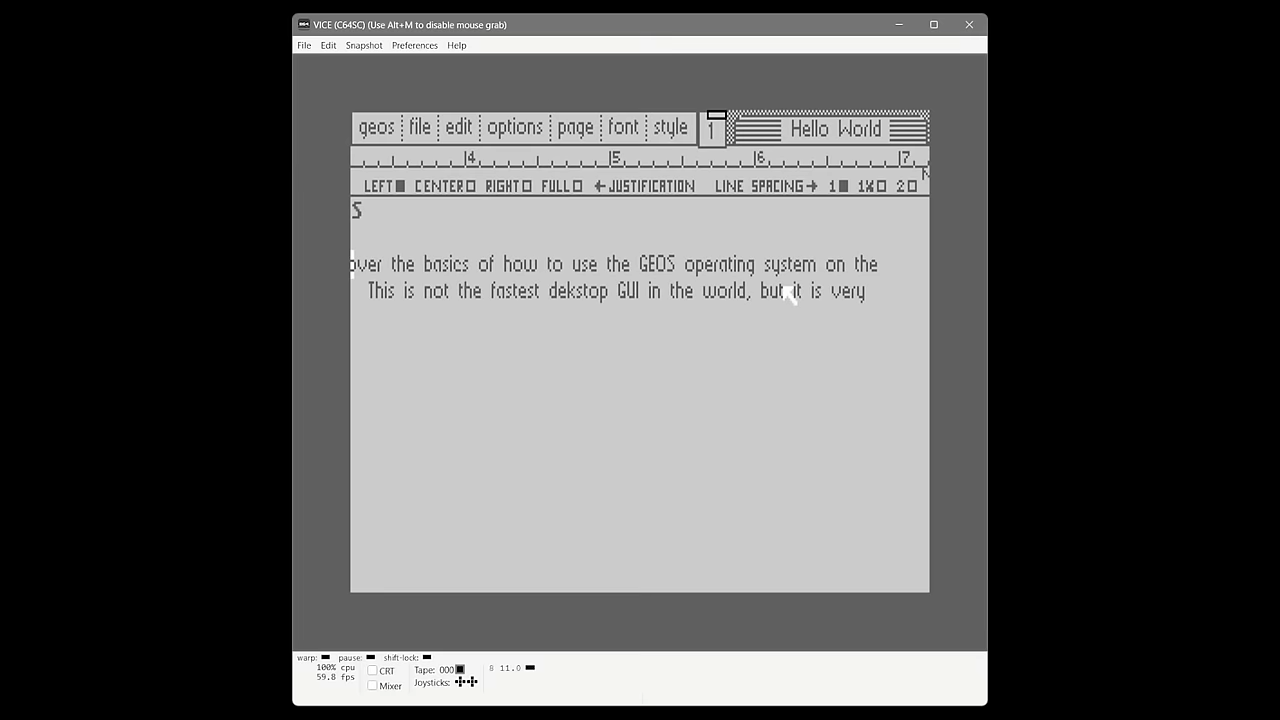 VICE (C64SC) (Use Alt+M to disable mouse grab)
File Edit Snapshot Preferences Help
geos file edit options page font style 1 Hello World
4 5 6 7
LEFT CENTER RIGHT FULL ←JUSTIFICATION LINE SPACING→ 1 1½ 2
S
over the basics of how to use the GEOS operating system on the
This is not the fastest dekstop GUI in the world, but it is very
warp: pause: shift-lock:
100% cpu CRT Tape: 000 8 11.0
59.8 fps Mixer Joysticks: